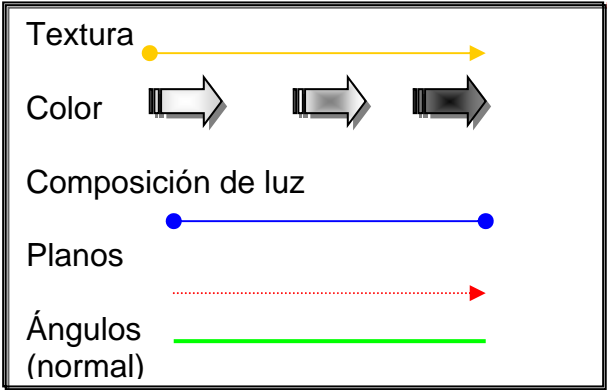 Textura
Color
Composición de luz
Planos
Ángulos
(normal)